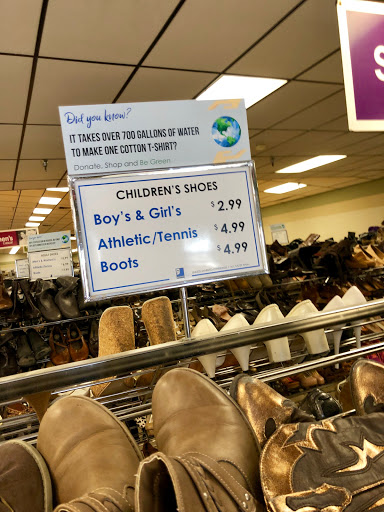 Did you know?
IT TAKES OVER 700 GALLONS OF WATER
TO MAKE ONE COTTON T-SHIRT?
Donate, Shop and Be Green
CHILDREN'S SHOES
Boy's & Girl's $2.99
Athletic/Tennis $4.99
Boots $4.99
S